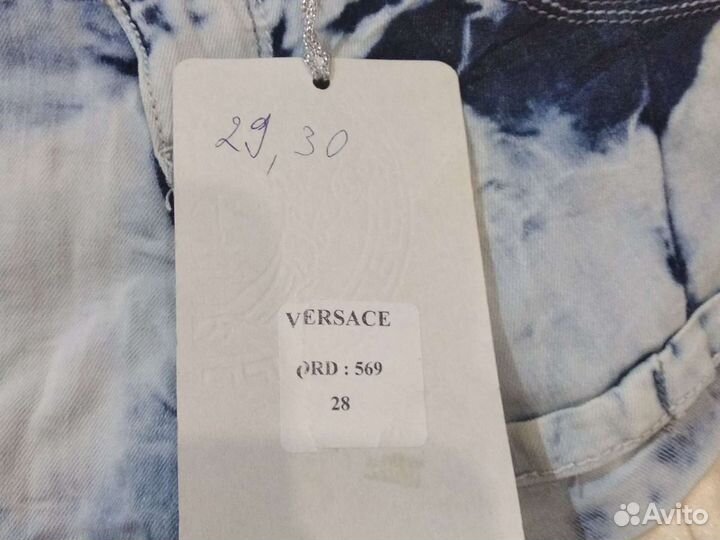 29, 30
VERSACE
ORD : 569
28
Avito